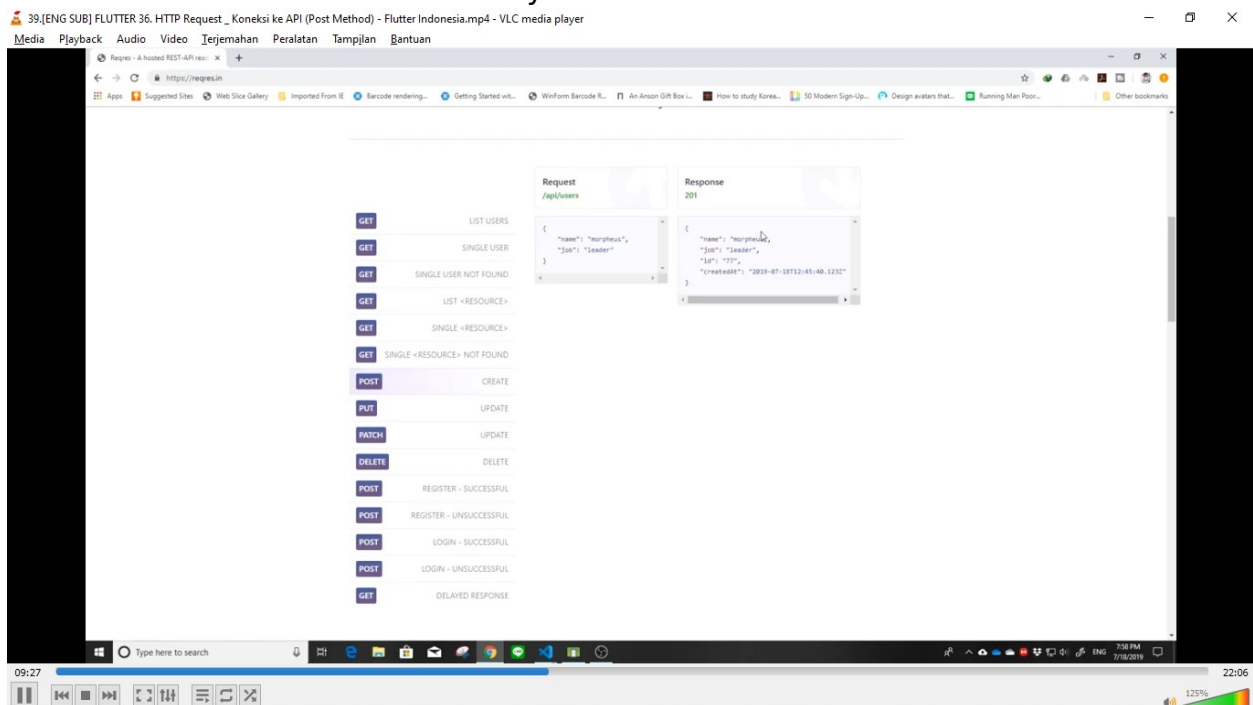 39.[ENG SUB] FLUTTER 36. HTTP Request _ Koneksi ke API (Post Method) - Flutter Indonesia.mp4 - VLC media player
Media Playback Audio Video Terjemahan Peralatan Tampilan Bantuan
Reqres - A hosted REST-API rea
https://reqres.in
Apps Suggested Sites Web Slice Gallery Imported From IE Barcode rendering... Getting Started wit... WinForm Barcode R... An Anson Gift Box i... How to study Korea... 50 Modern Sign-Up... Design avatars that... Running Man Poor... Other bookmarks
Request
/api/users
Response
201
{
"name": "morpheus",
"job": "leader"
}
{
"name": "morpheus",
"job": "leader",
"id": "77",
"createdAt": "2019-07-18T12:45:40.123Z"
}
GET LIST USERS
GET SINGLE USER
GET SINGLE USER NOT FOUND
GET LIST <RESOURCE>
GET SINGLE <RESOURCE>
GET SINGLE <RESOURCE> NOT FOUND
POST CREATE
PUT UPDATE
PATCH UPDATE
DELETE DELETE
POST REGISTER - SUCCESSFUL
POST REGISTER - UNSUCCESSFUL
POST LOGIN - SUCCESSFUL
POST LOGIN - UNSUCCESSFUL
GET DELAYED RESPONSE
Type here to search
ENG
7:58 PM
7/18/2019
09:27
22:06
125%